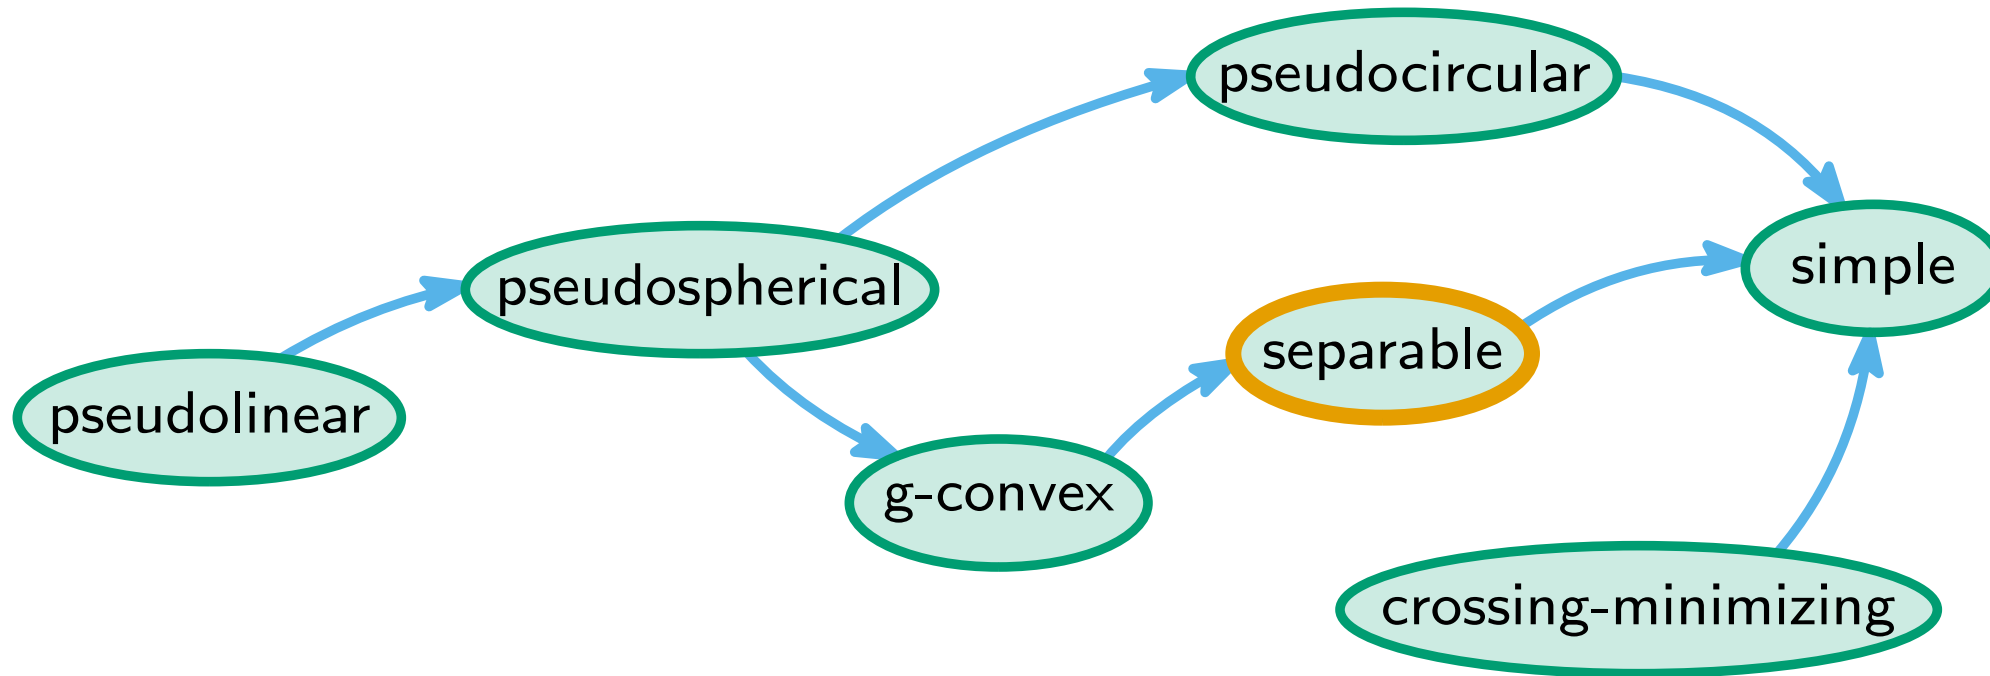 pseudocircular
simple
pseudospherical
separable
pseudolinear
g-convex
crossing-minimizing